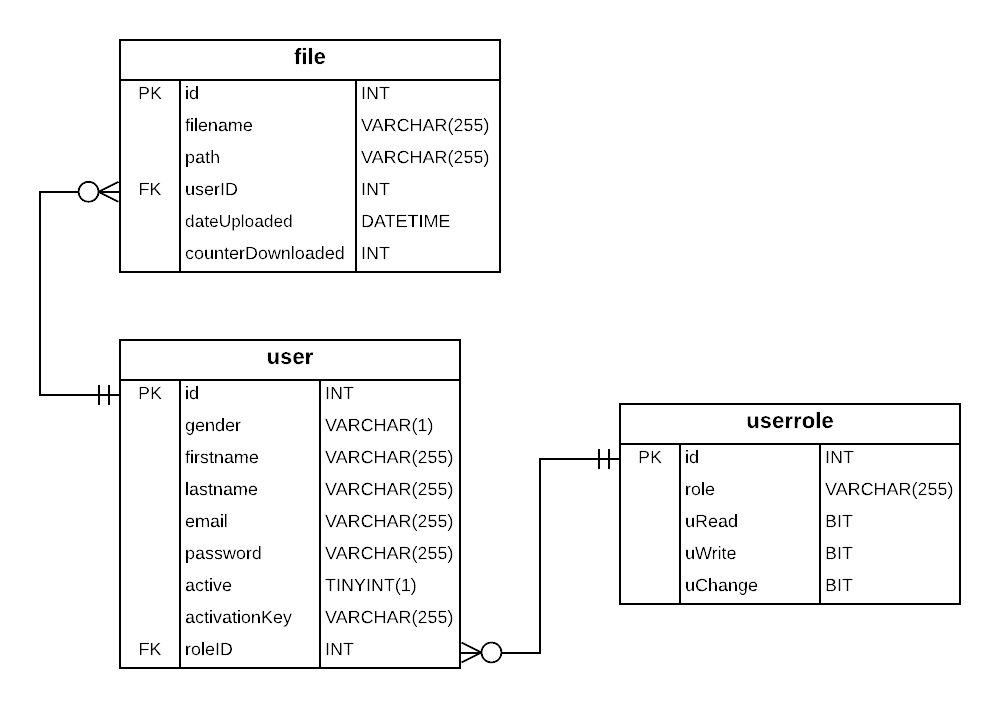 file
PK id INT
filename VARCHAR(255)
path VARCHAR(255)
FK userID INT
dateUploaded DATETIME
counterDownloaded INT
user
PK id INT
gender VARCHAR(1)
firstname VARCHAR(255)
lastname VARCHAR(255)
email VARCHAR(255)
password VARCHAR(255)
active TINYINT(1)
activationKey VARCHAR(255)
FK roleID INT
userrole
PK id INT
role VARCHAR(255)
uRead BIT
uWrite BIT
uChange BIT